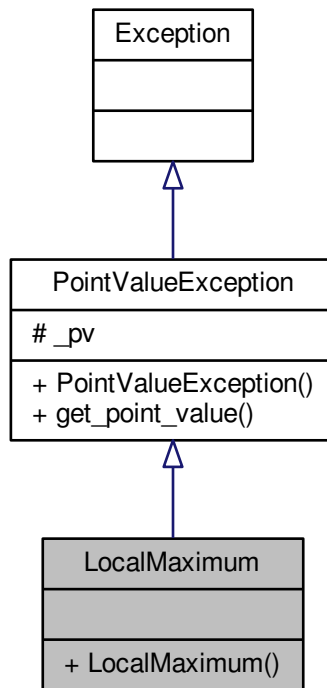 Exception
PointValueException
# _pv
+ PointValueException()
+ get_point_value()
LocalMaximum
+ LocalMaximum()